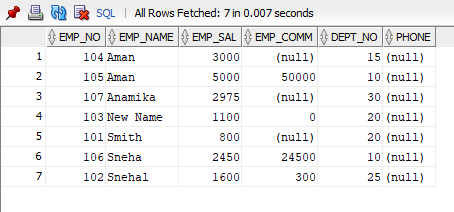 SQL | All Rows Fetched: 7 in 0.007 seconds
EMP_NO EMP_NAME EMP_SAL EMP_COMM DEPT_NO PHONE
1 104 Aman 3000 (null) 15 (null)
2 105 Aman 5000 50000 10 (null)
3 107 Anamika 2975 (null) 30 (null)
4 103 New Name 1100 0 20 (null)
5 101 Smith 800 (null) 20 (null)
6 106 Sneha 2450 24500 10 (null)
7 102 Snehal 1600 300 25 (null)